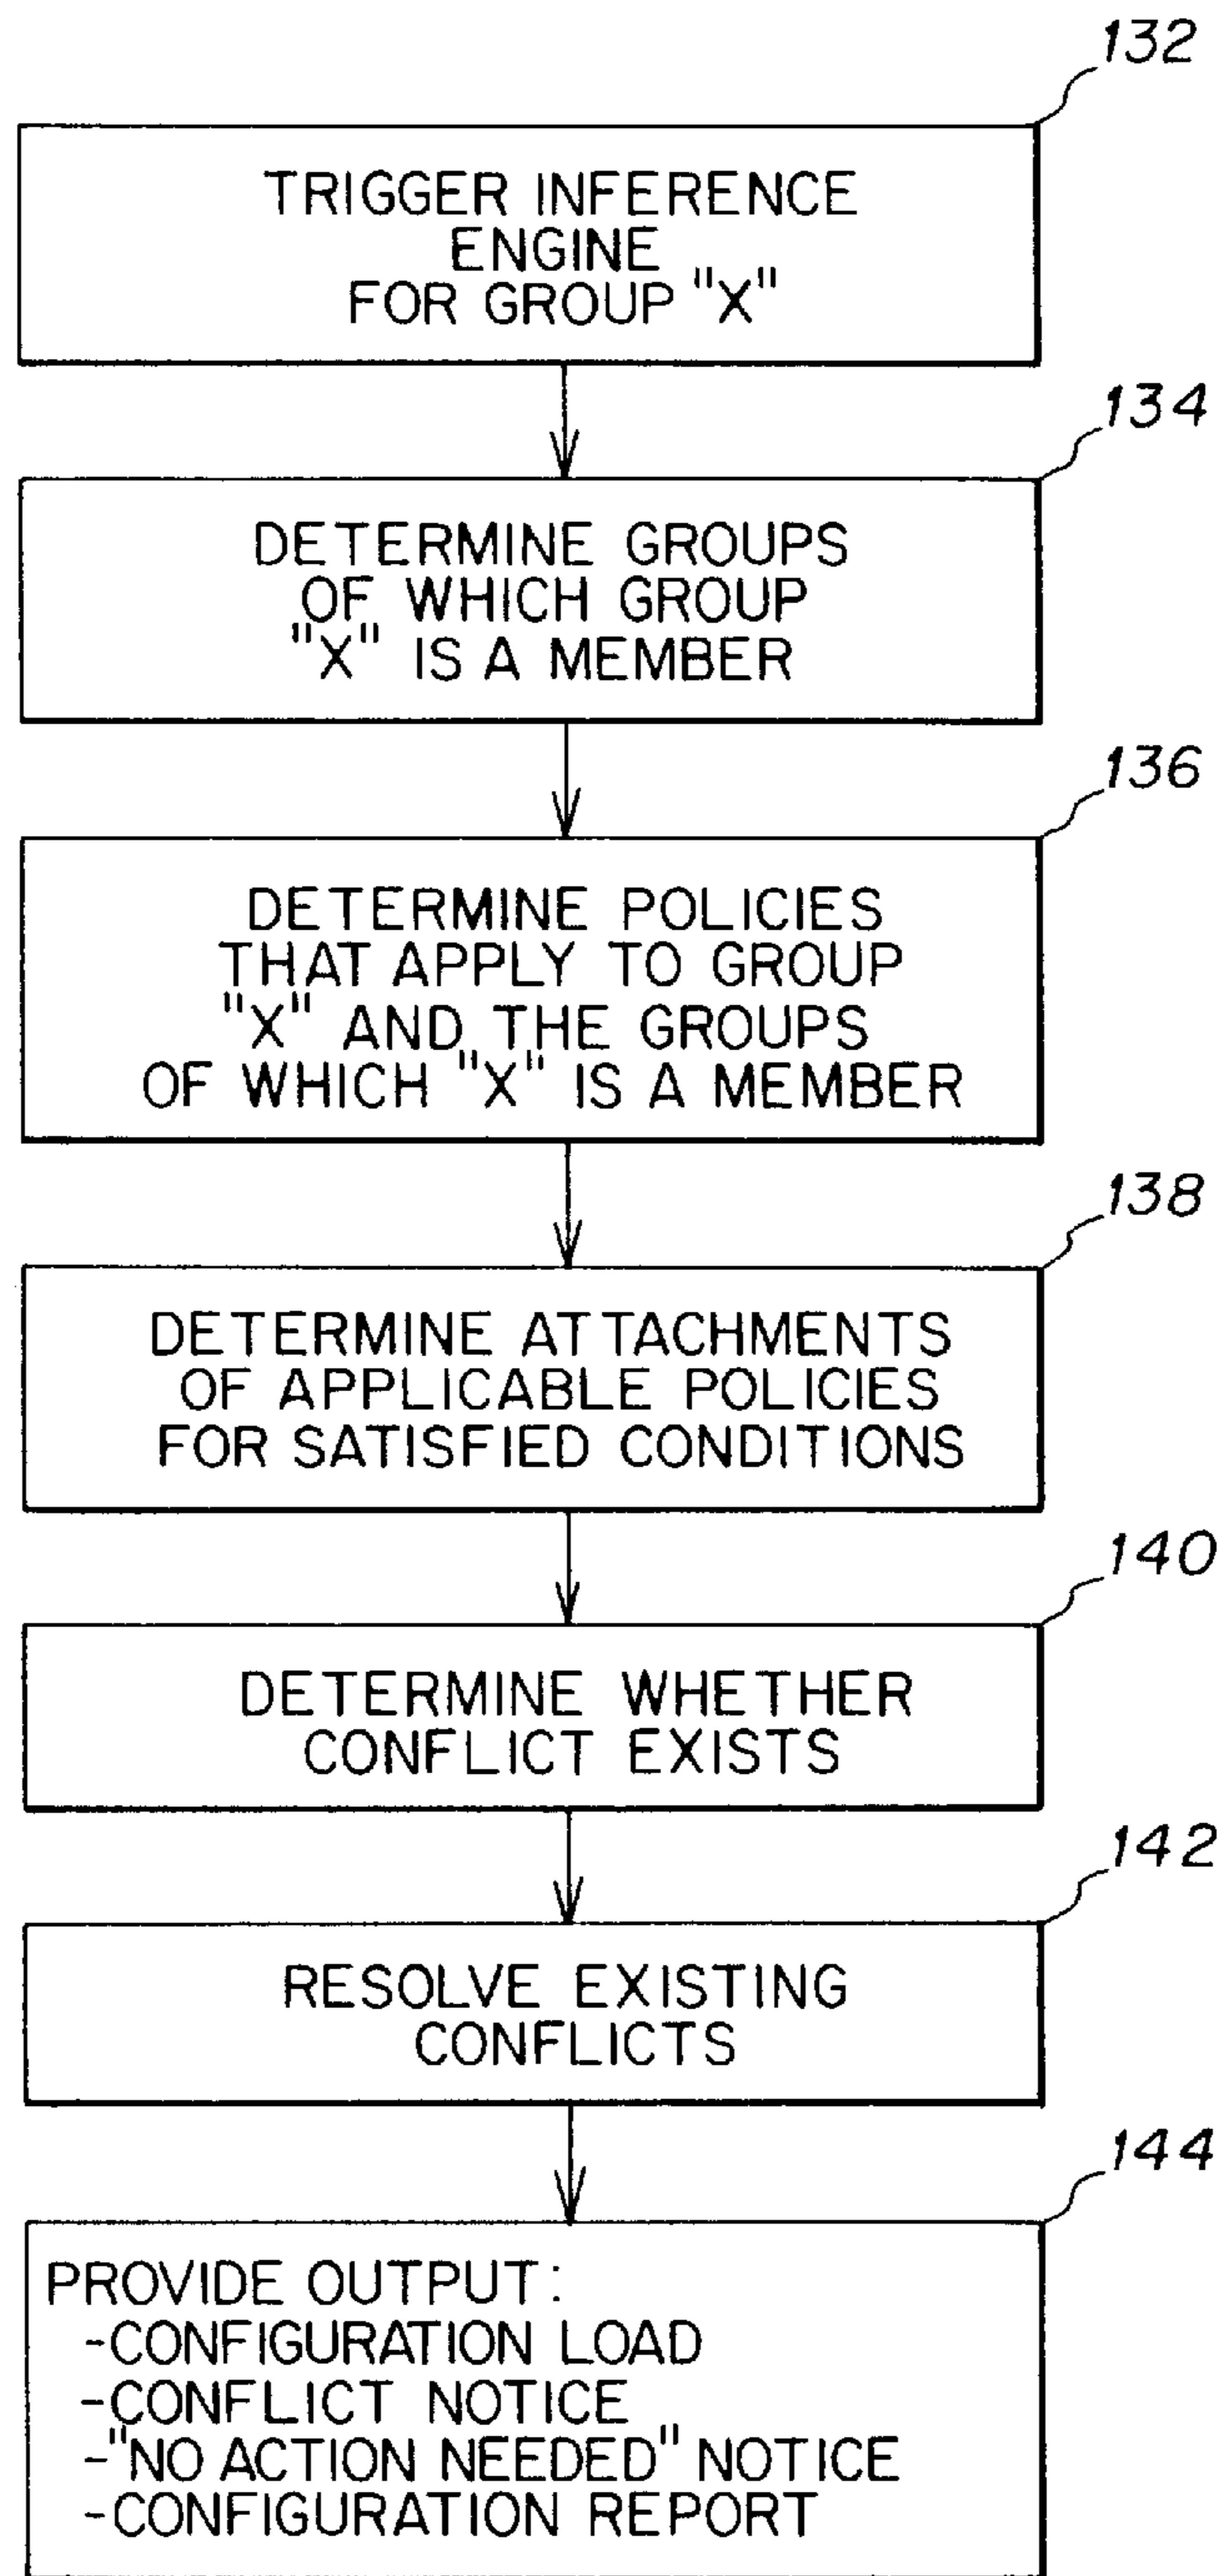 132
TRIGGER INFERENCE
ENGINE
FOR GROUP "X"
134
DETERMINE GROUPS
OF WHICH GROUP
"X" IS A MEMBER
136
DETERMINE POLICIES
THAT APPLY TO GROUP
"X" AND THE GROUPS
OF WHICH "X" IS A MEMBER
138
DETERMINE ATTACHMENTS
OF APPLICABLE POLICIES
FOR SATISFIED CONDITIONS
140
DETERMINE WHETHER
CONFLICT EXISTS
142
RESOLVE EXISTING
CONFLICTS
144
PROVIDE OUTPUT:
-CONFIGURATION LOAD
-CONFLICT NOTICE
-"NO ACTION NEEDED" NOTICE
-CONFIGURATION REPORT